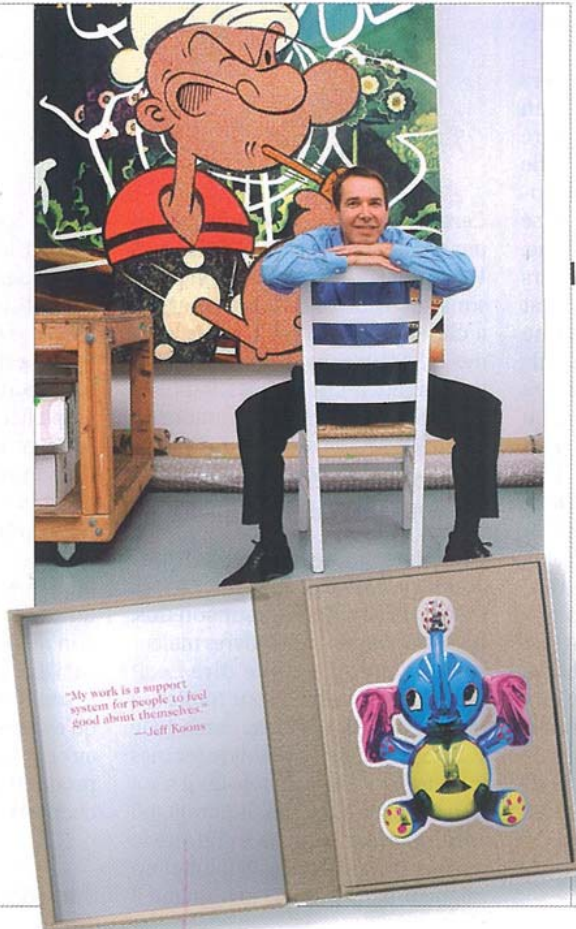 "My work is a support
system for people to feel
good about themselves."
—Jeff Koons